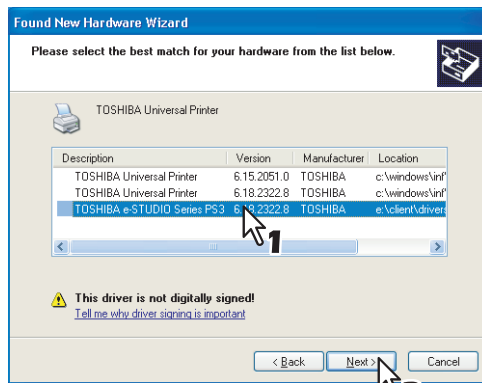 Found New Hardware Wizard
Please select the best match for your hardware from the list below.
TOSHIBA Universal Printer
Description Version Manufacturer Location
TOSHIBA Universal Printer 6.15.2051.0 TOSHIBA c:\windows\inf\
TOSHIBA Universal Printer 6.18.2322.8 TOSHIBA c:\windows\inf\
TOSHIBA e-STUDIO Series PS3 6.18.2322.8 TOSHIBA e:\client\drivers
1
This driver is not digitally signed!
Tell me why driver signing is important
< Back Next > Cancel